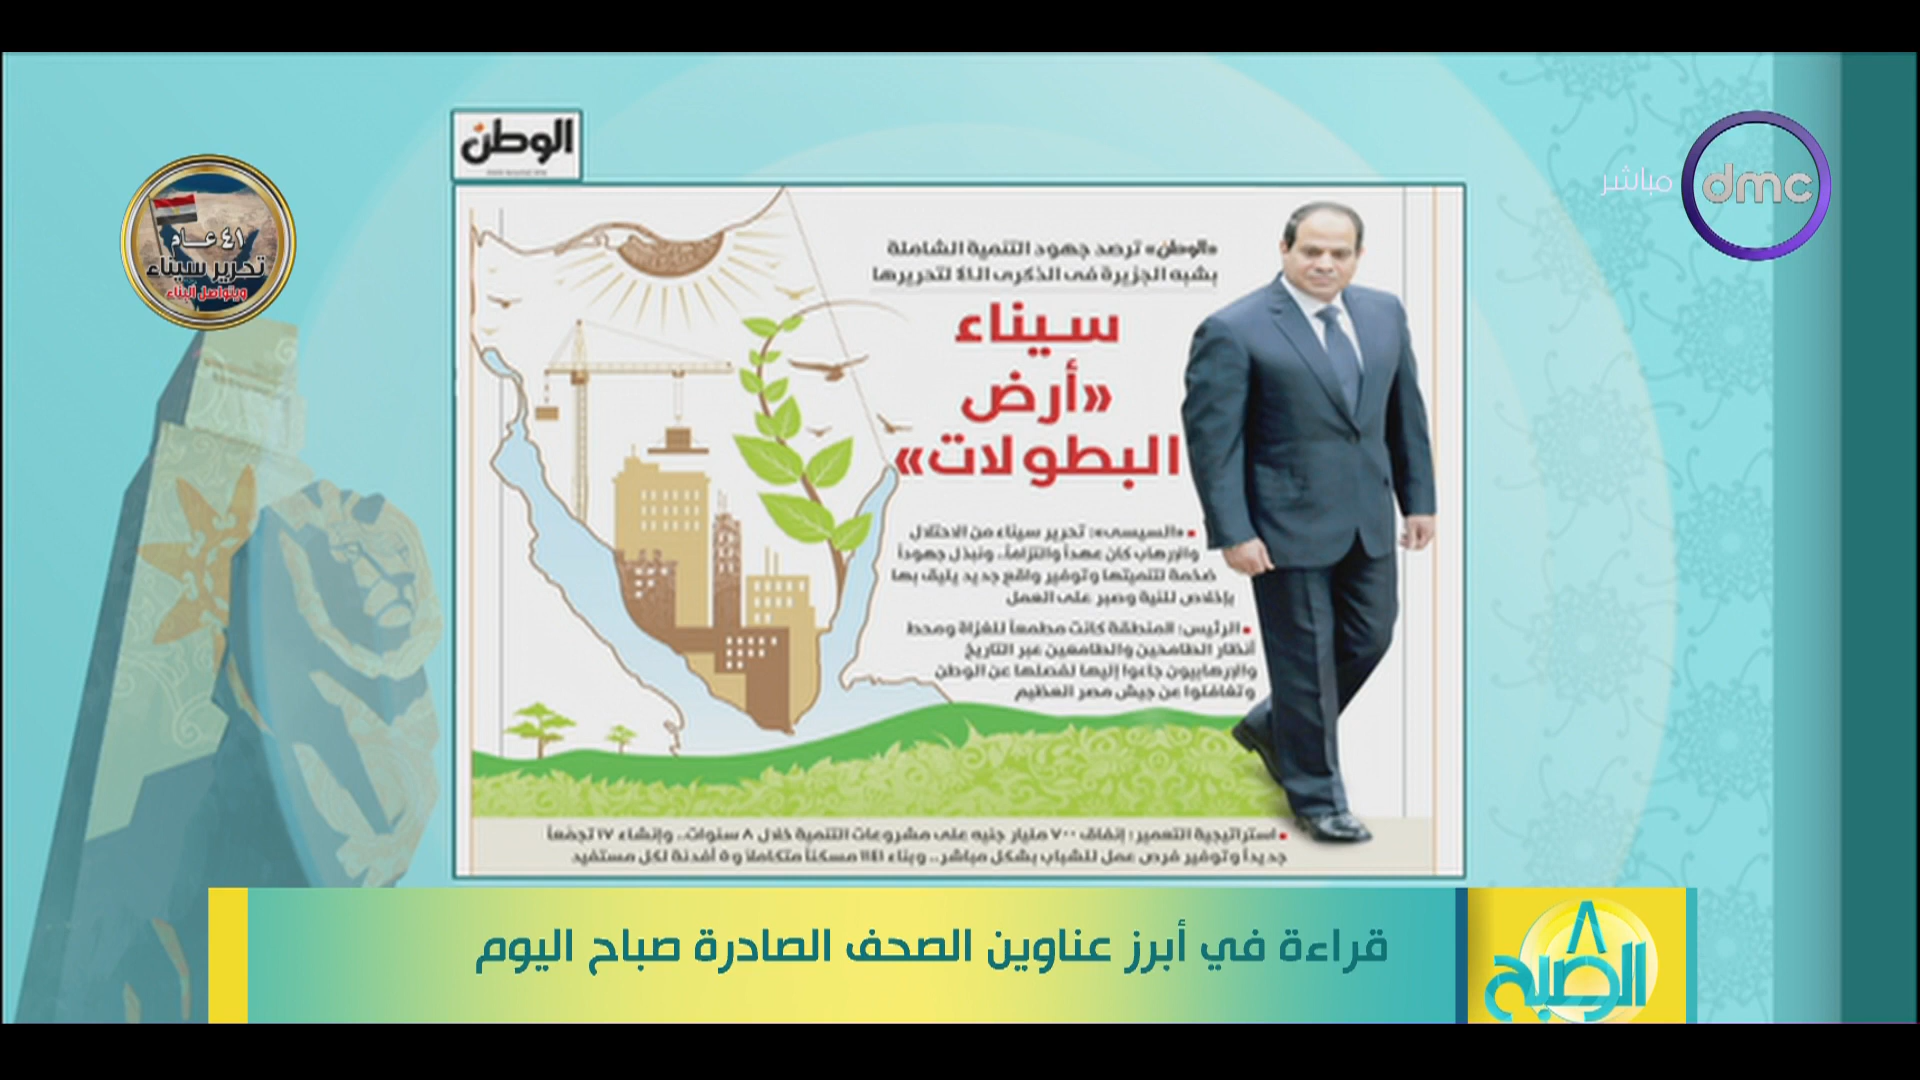 الوطن
dmc
مباشر
٤١ عام
تحرير سيناء
ويتواصل البناء
«الوطن» ترصد جهود التنمية الشاملة
بشبه الجزيرة فى الذكرى الـ٤١ لتحريرها
سيناء
«أرض
البطولات»
• «السيسى»: تحرير سيناء من الاحتلال
والإرهاب كان عهداً والتزاماً.. ونبذل جهوداً
ضخمة لتنميتها وتوفير واقع جديد يليق بها
بإخلاص للنية وصبر على العمل
• الرئيس: المنطقة كانت مطمعاً للغزاة ومحط
أنظار الطامحين والطامعين عبر التاريخ
والإرهابيون جاءوا إليها لفصلها عن الوطن
وتغافلوا عن جيش مصر العظيم
• استراتيجية التعمير: إنفاق ٧٠٠ مليار جنيه على مشروعات التنمية خلال ٨ سنوات.. وإنشاء ١٧ تجمعاً
جديداً وتوفير فرص عمل للشباب بشكل مباشر.. وبناء ١١٤١ مسكناً متكاملاً و٥ أفدنة لكل مستفيد
قراءة في أبرز عناوين الصحف الصادرة صباح اليوم
٨
الصبح